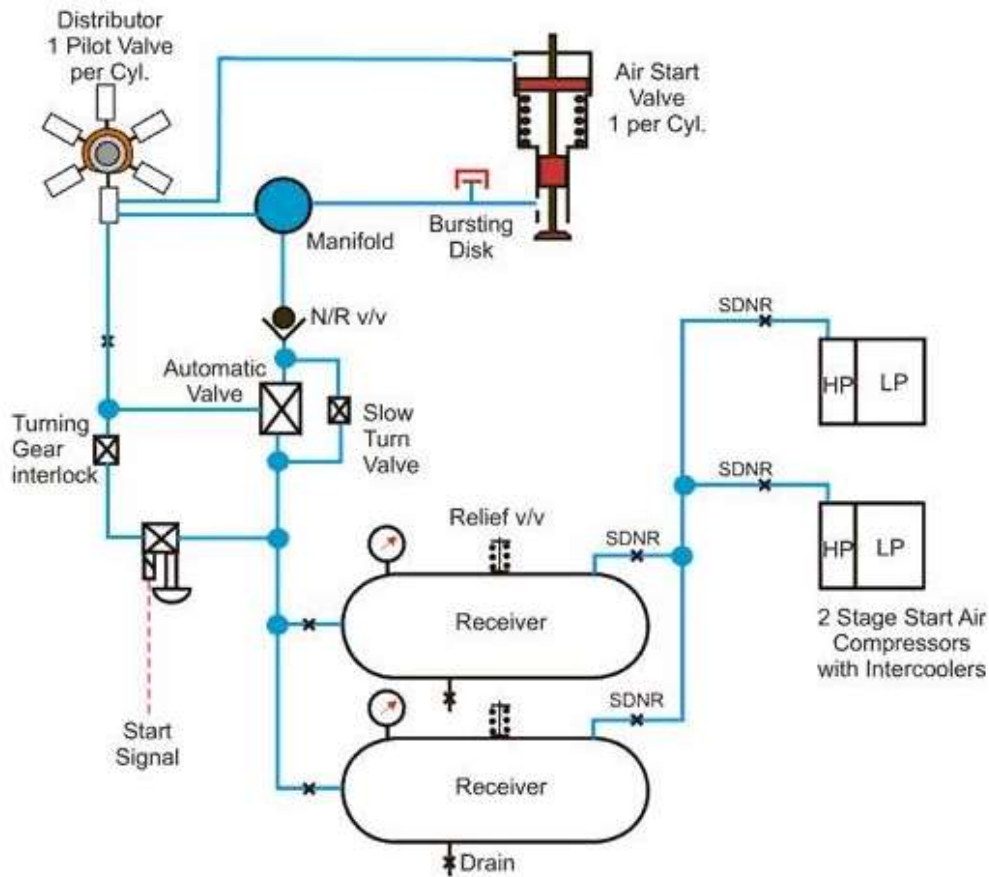 Distributor
1 Pilot Valve
per Cyl.
Air Start
Valve
1 per Cyl.
Manifold
Bursting
Disk
N/R v/v
SDNR
Automatic
Valve
HP
LP
Slow
Turn
Valve
Turning
Gear
interlock
SDNR
Relief v/v
SDNR
HP
LP
Receiver
2 Stage Start Air
Compressors
with Intercoolers
SDNR
Start
Signal
Receiver
Drain